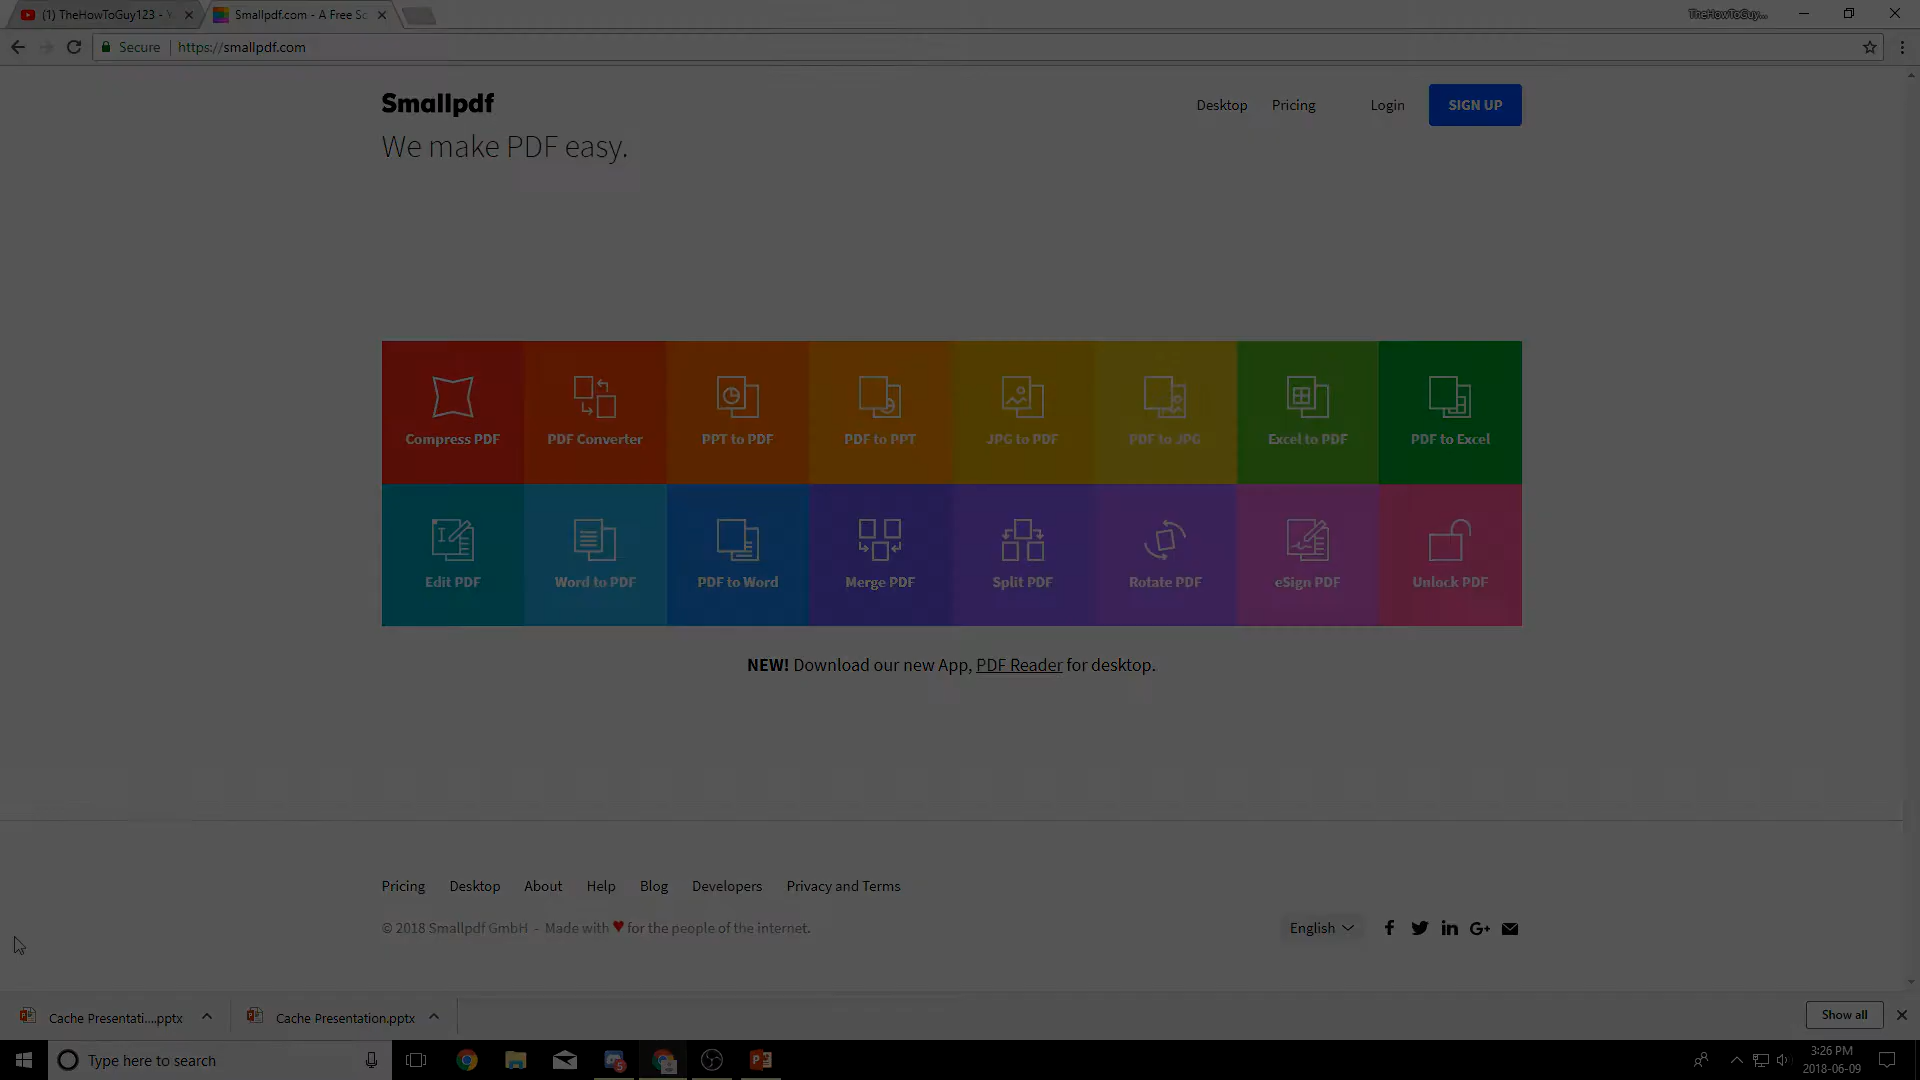 (1) TheHowToGuy123 - Y
Smallpdf.com - A Free So
TheHowToGuy...
Secure
https://smallpdf.com
Smallpdf
Desktop
Pricing
Login
SIGN UP
We make PDF easy.
Compress PDF
PDF Converter
PPT to PDF
PDF to PPT
JPG to PDF
PDF to JPG
Excel to PDF
PDF to Excel
Edit PDF
Word to PDF
PDF to Word
Merge PDF
Split PDF
Rotate PDF
eSign PDF
Unlock PDF
NEW! Download our new App, PDF Reader for desktop.
Pricing
Desktop
About
Help
Blog
Developers
Privacy and Terms
© 2018 Smallpdf GmbH - Made with ♥ for the people of the internet.
English
Cache Presentati....pptx
Cache Presentation.pptx
Show all
Type here to search
5
3:26 PM
2018-06-09